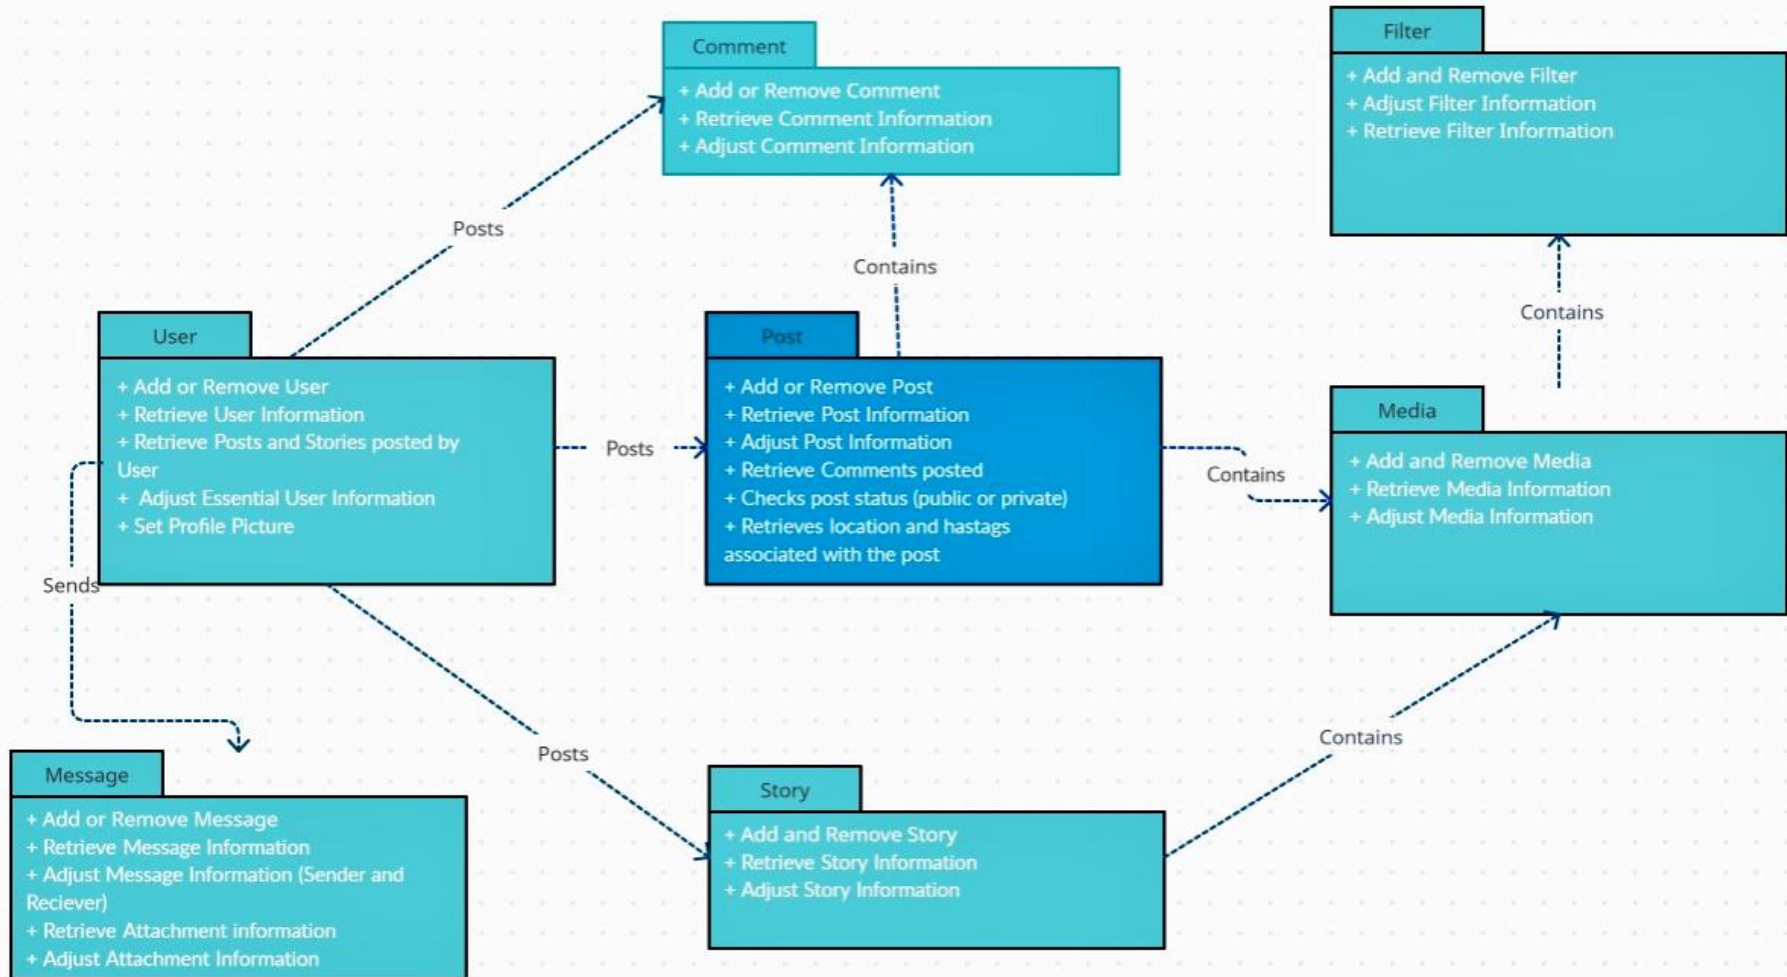 Comment
+ Add or Remove Comment
+ Retrieve Comment Information
+ Adjust Comment Information
Filter
+ Add and Remove Filter
+ Adjust Filter Information
+ Retrieve Filter Information
Posts
Contains
Contains
User
+ Add or Remove User
+ Retrieve User Information
+ Retrieve Posts and Stories posted by
User
+ Adjust Essential User Information
+ Set Profile Picture
Posts
Post
+ Add or Remove Post
+ Retrieve Post Information
+ Adjust Post Information
+ Retrieve Comments posted
+ Checks post status (public or private)
+ Retrieves location and hastags
associated with the post
Contains
Media
+ Add and Remove Media
+ Retrieve Media Information
+ Adjust Media Information
Sends
Posts
Contains
Message
+ Add or Remove Message
+ Retrieve Message Information
+ Adjust Message Information (Sender and
Reciever)
+ Retrieve Attachment information
+ Adjust Attachment Information
Story
+ Add and Remove Story
+ Retrieve Story Information
+ Adjust Story Information